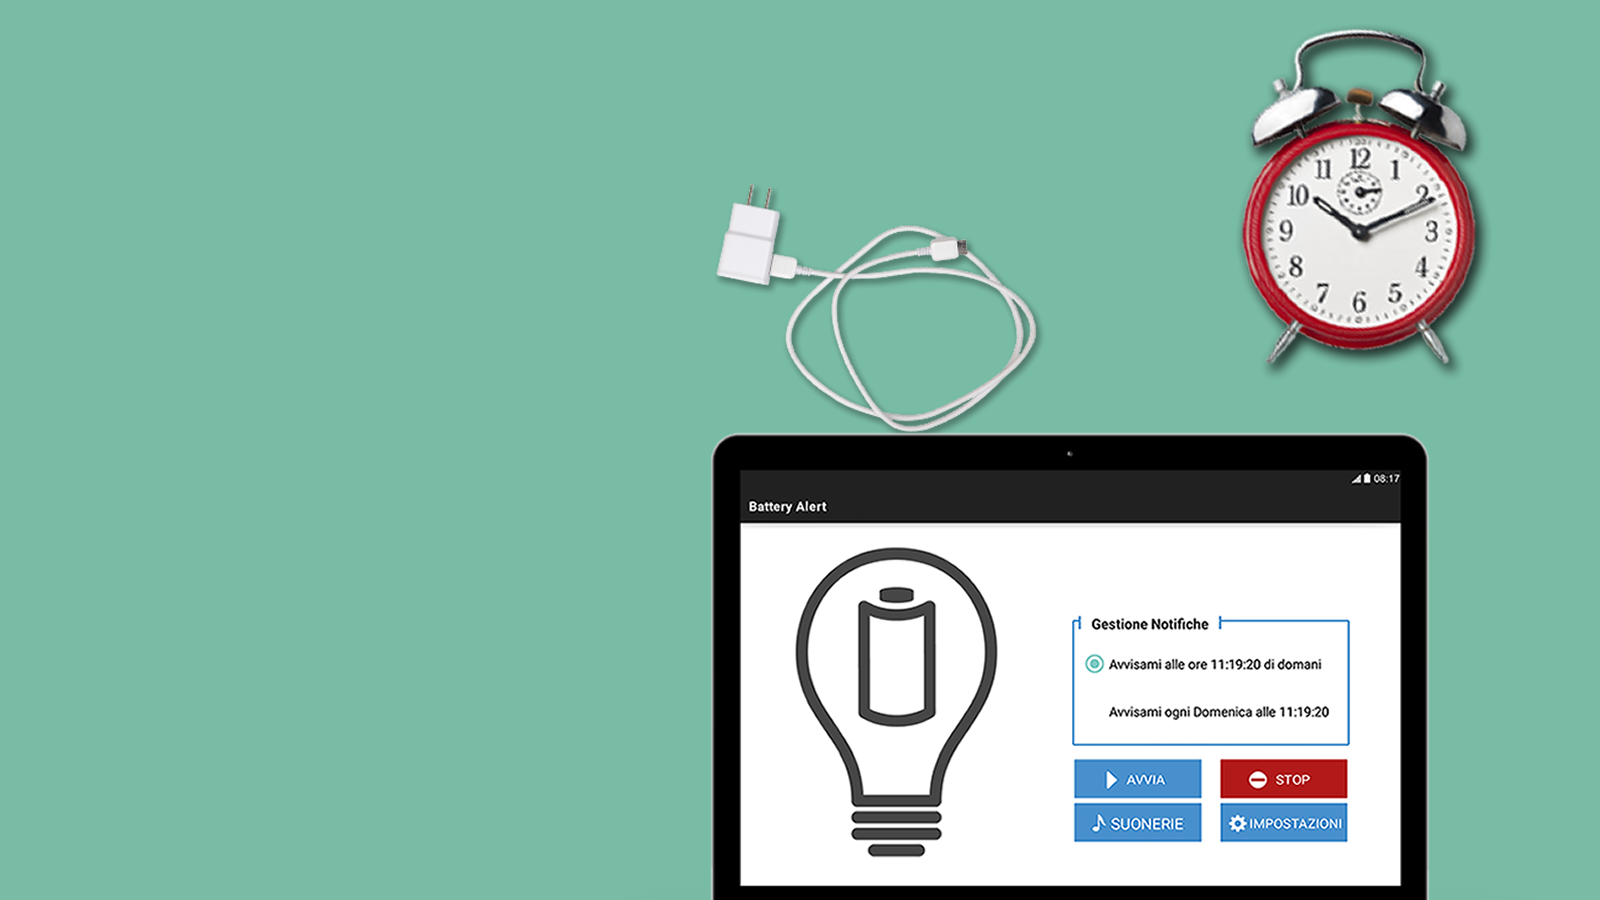 12
11
1
10
2
9
3
8
4
7
5
6
08:17
Battery Alert
Gestione Notifiche
Avvisami alle ore 11:19:20 di domani
Avvisami ogni Domenica alle 11:19:20
AVVIA
STOP
SUONERIE
IMPOSTAZIONI